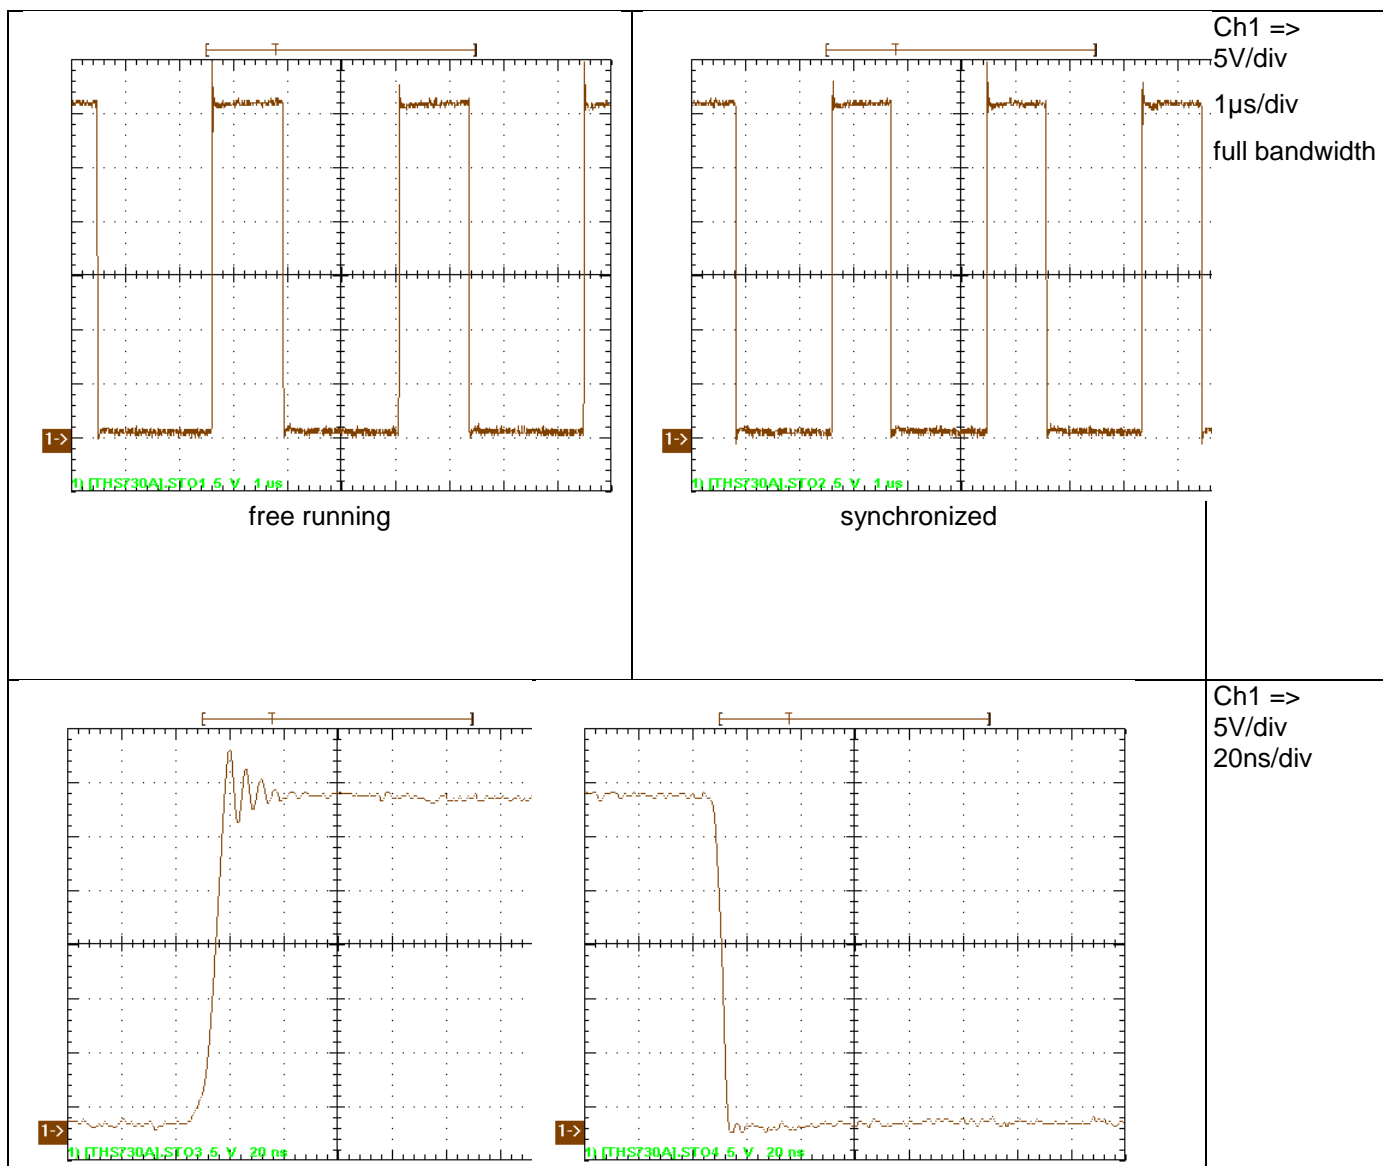 Ch1 =>
5V/div
1µs/div
full bandwidth
1->
1) [THS730A].STO1 5 V 1 us
free running
1->
1) [THS730A].STO2 5 V 1 us
synchronized
Ch1 =>
5V/div
20ns/div
1->
1) [THS730A].STO3 5 V 20 ns
1->
1) [THS730A].STO4 5 V 20 ns